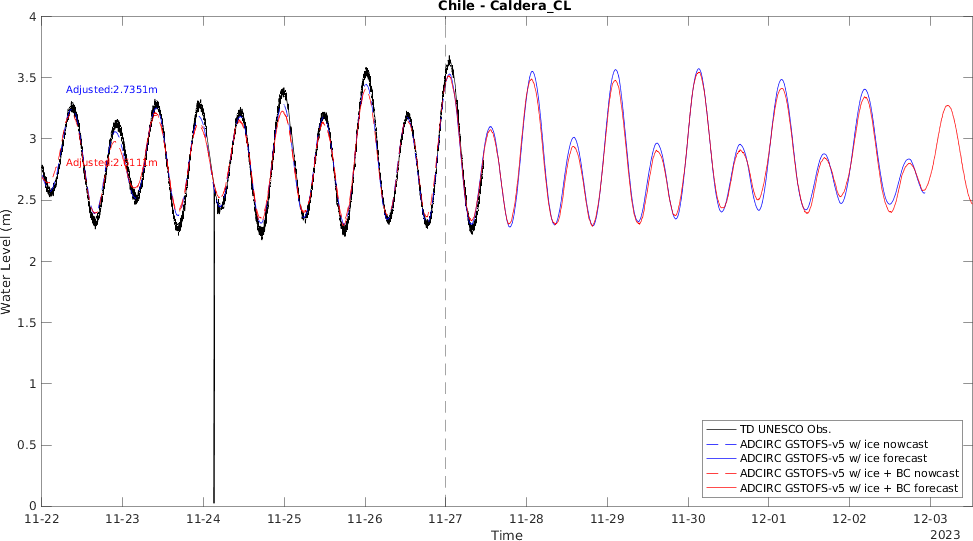 Chile - Caldera_CL
4
3.5
3
2.5
2
1.5
1
0.5
0
Water Level (m)
Adjusted:2.7351m
Adjusted:2.6111m
TD UNESCO Obs.
ADCIRC GSTOFS-v5 w/ ice nowcast
ADCIRC GSTOFS-v5 w/ ice forecast
ADCIRC GSTOFS-v5 w/ ice + BC nowcast
ADCIRC GSTOFS-v5 w/ ice + BC forecast
11-22 11-23 11-24 11-25 11-26 11-27 11-28 11-29 11-30 12-01 12-02 12-03
Time
2023